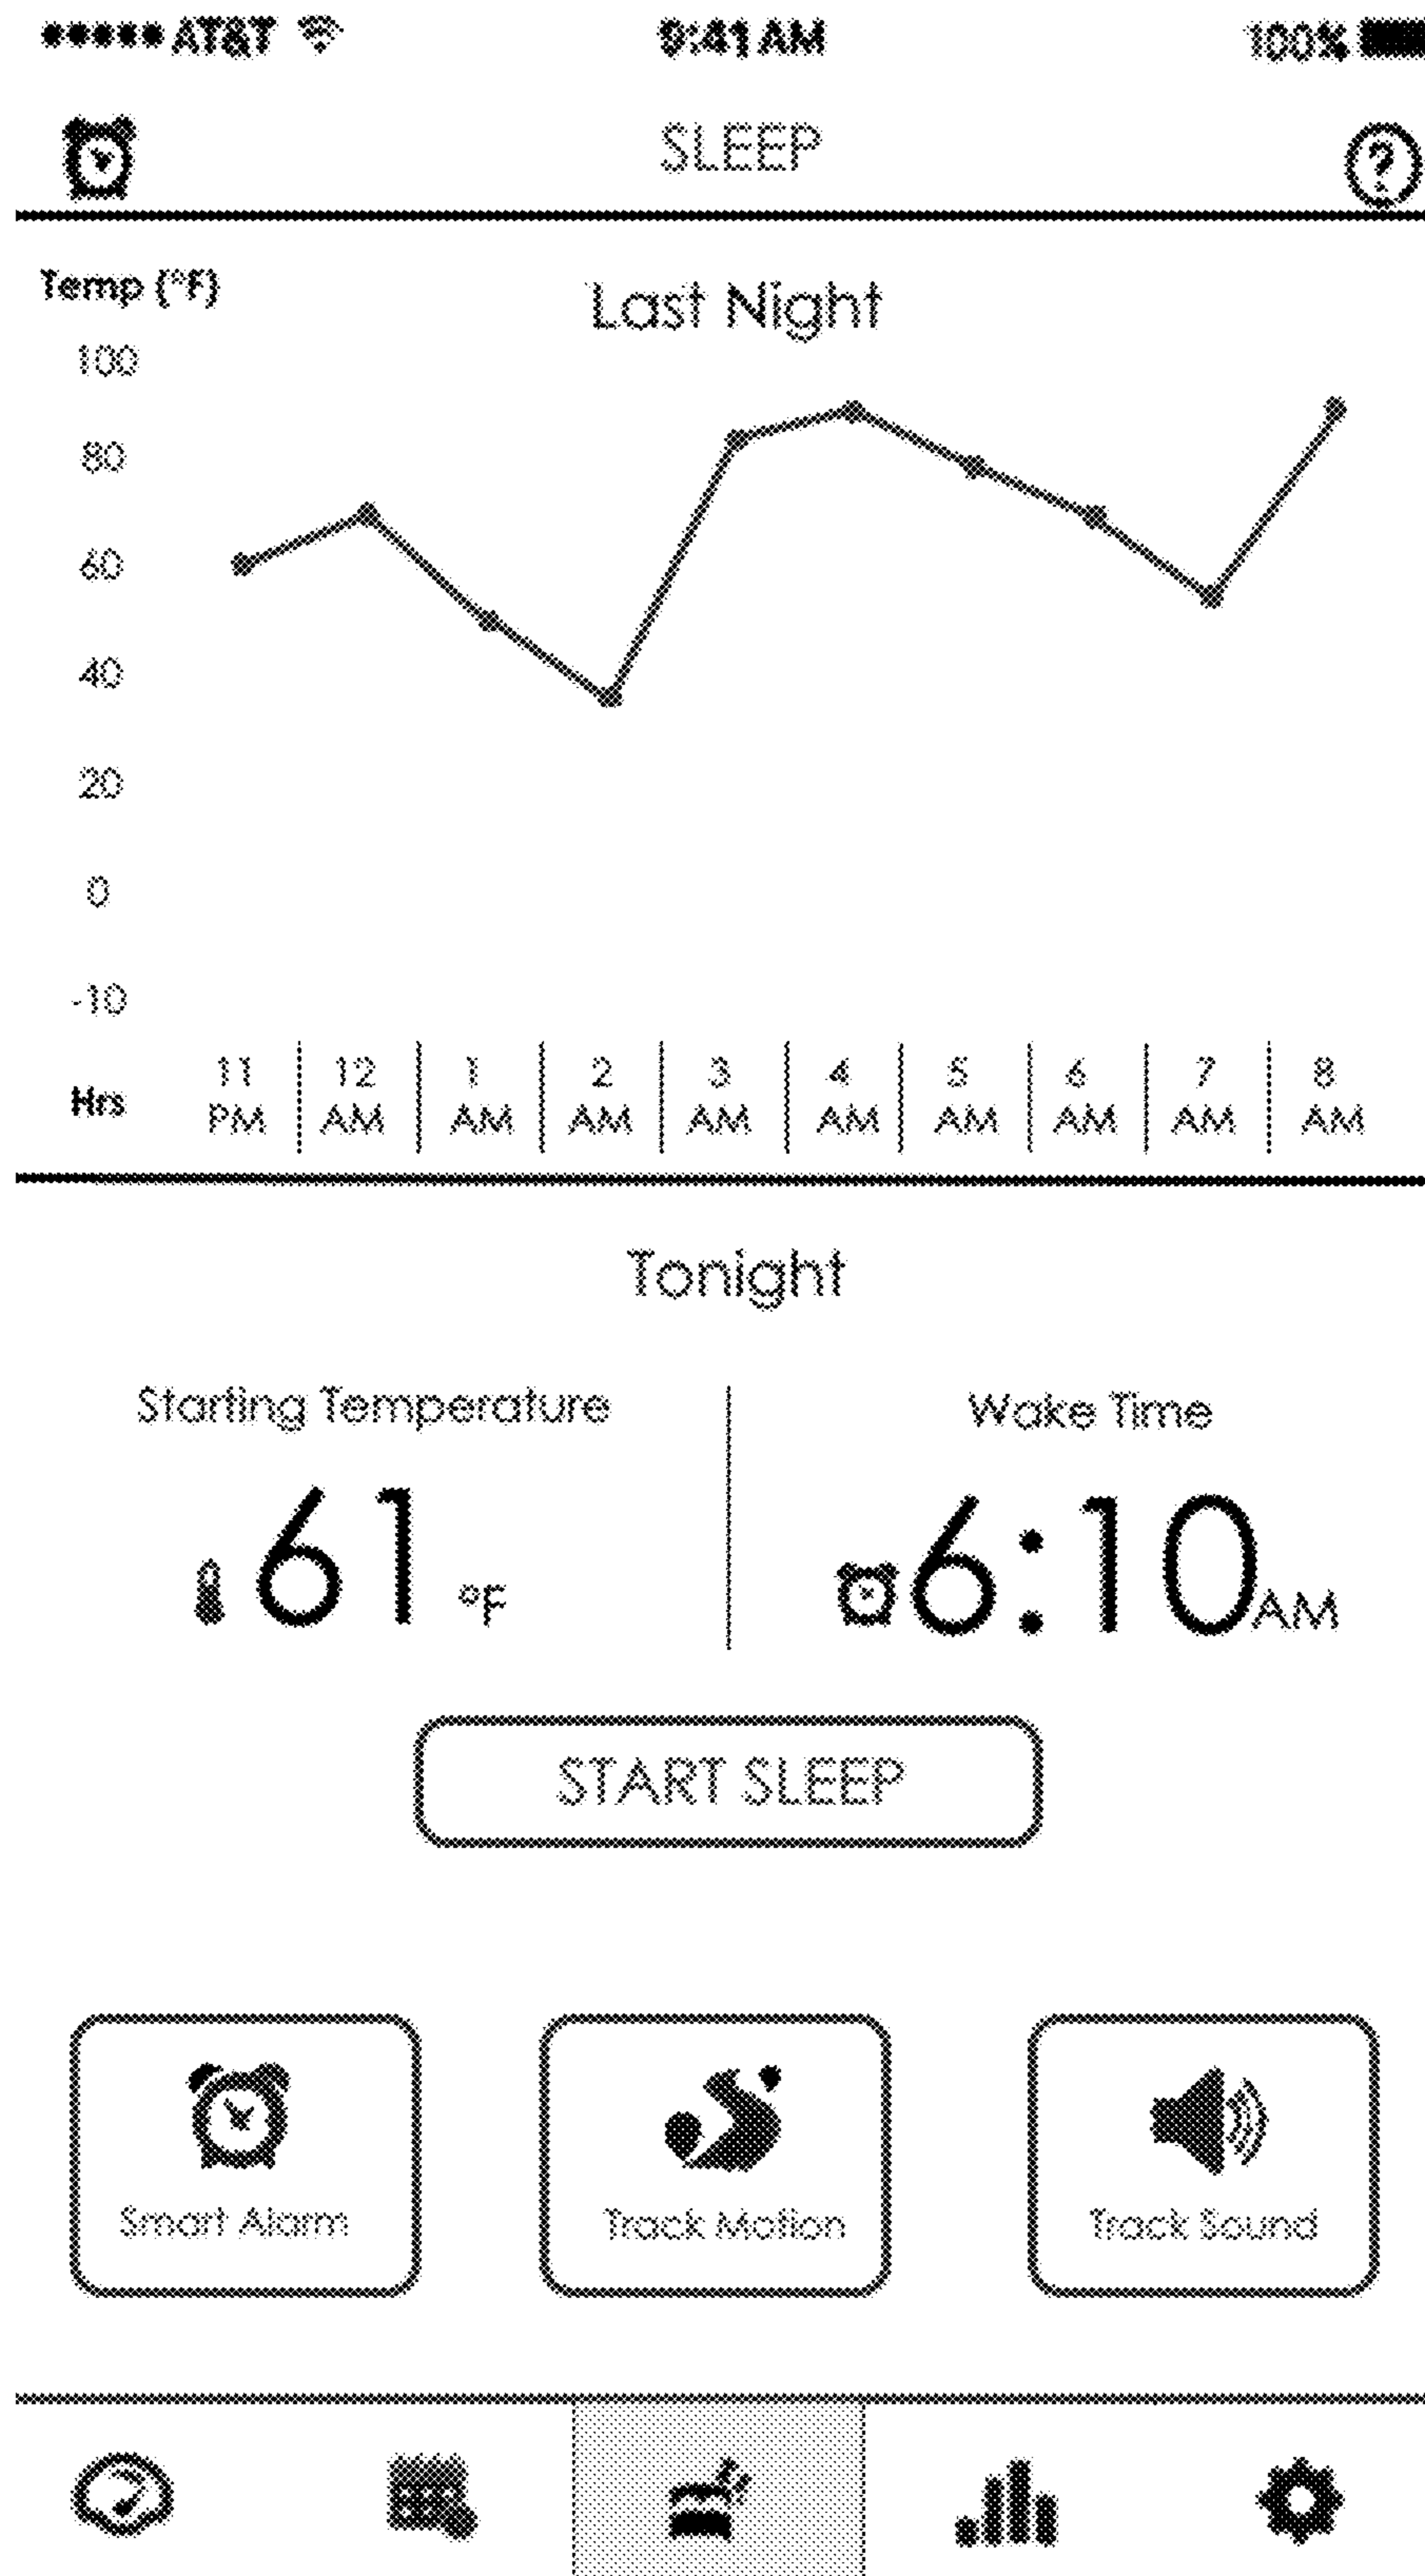 AT&T 9:41 AM 100%
SLEEP
?
Temp (°F)
Last Night
100
80
60
40
20
0
-10
Hrs
11 PM
12 AM
1 AM
2 AM
3 AM
4 AM
5 AM
6 AM
7 AM
8 AM
Tonight
Starting Temperature
Wake Time
61 °F
6:10 AM
START SLEEP
Smart Alarm
Track Motion
Track Sound